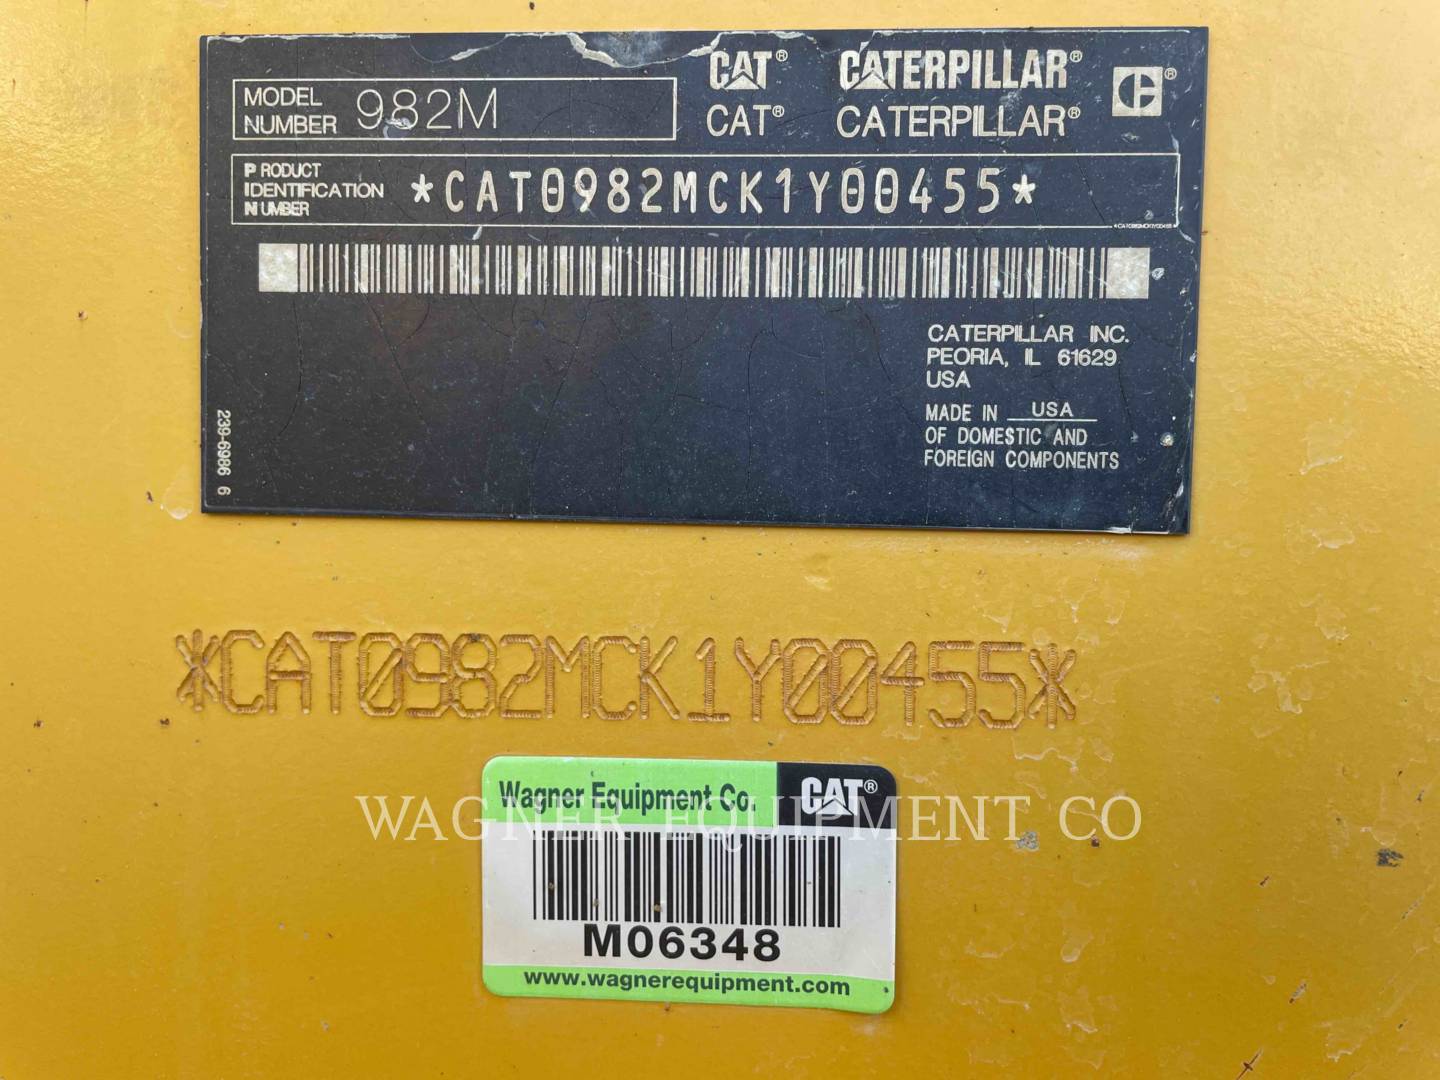 CAT® CATERPILLAR®
CAT® CATERPILLAR®
C®
MODEL
NUMBER 982M
PRODUCT
IDENTIFICATION
NUMBER
*CAT0982MCK1Y00455*
*CAT0982MCK1Y00455*
CATERPILLAR INC.
PEORIA, IL 61629
USA
MADE IN USA
OF DOMESTIC AND
FOREIGN COMPONENTS
239-6986 6
*CAT0982MCK1Y00455*
Wagner Equipment Co. CAT®
WAGNER EQUIPMENT CO
M06348
www.wagnerequipment.com